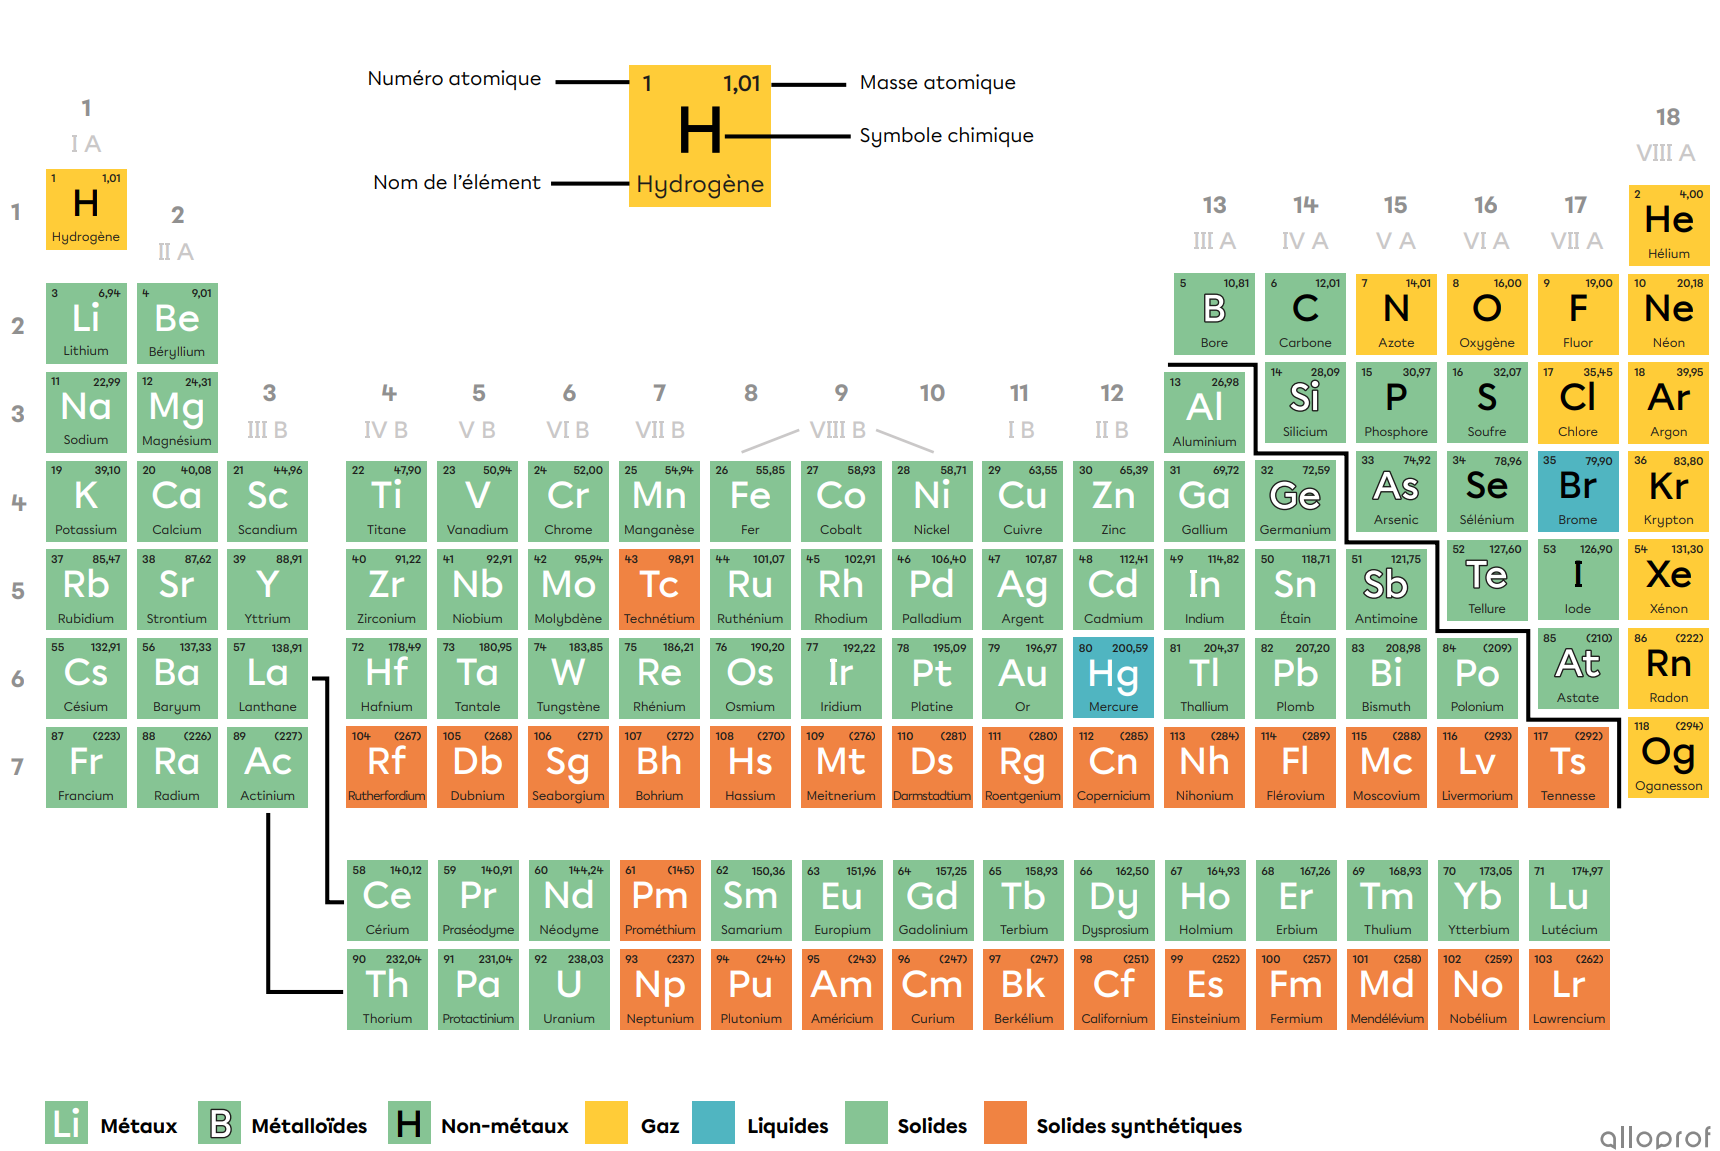 Numéro atomique
1 1,01
H
Hydrogène
Masse atomique
Symbole chimique
Nom de l'élément
1
I A
2
II A
3
III B
4
IV B
5
V B
6
VI B
7
VII B
8 9 10
VIII B
11
I B
12
II B
13
III A
14
IV A
15
V A
16
VI A
17
VII A
18
VIII A
1
1 1,01
H
Hydrogène
2 4,00
He
Hélium
2
3 6,94
Li
Lithium
4 9,01
Be
Béryllium
5 10,81
B
Bore
6 12,01
C
Carbone
7 14,01
N
Azote
8 16,00
O
Oxygène
9 19,00
F
Fluor
10 20,18
Ne
Néon
3
11 22,99
Na
Sodium
12 24,31
Mg
Magnésium
13 26,98
Al
Aluminium
14 28,09
Si
Silicium
15 30,97
P
Phosphore
16 32,07
S
Soufre
17 35,45
Cl
Chlore
18 39,95
Ar
Argon
4
19 39,10
K
Potassium
20 40,08
Ca
Calcium
21 44,96
Sc
Scandium
22 47,90
Ti
Titane
23 50,94
V
Vanadium
24 52,00
Cr
Chrome
25 54,94
Mn
Manganèse
26 55,85
Fe
Fer
27 58,93
Co
Cobalt
28 58,71
Ni
Nickel
29 63,55
Cu
Cuivre
30 65,39
Zn
Zinc
31 69,72
Ga
Gallium
32 72,59
Ge
Germanium
33 74,92
As
Arsenic
34 78,96
Se
Sélénium
35 79,90
Br
Brome
36 83,80
Kr
Krypton
5
37 85,47
Rb
Rubidium
38 87,62
Sr
Strontium
39 88,91
Y
Yttrium
40 91,22
Zr
Zirconium
41 92,91
Nb
Niobium
42 95,94
Mo
Molybdène
43 98,91
Tc
Technétium
44 101,07
Ru
Ruthénium
45 102,91
Rh
Rhodium
46 106,40
Pd
Palladium
47 107,87
Ag
Argent
48 112,41
Cd
Cadmium
49 114,82
In
Indium
50 118,71
Sn
Étain
51 121,75
Sb
Antimoine
52 127,60
Te
Tellure
53 126,90
I
Iode
54 131,30
Xe
Xénon
6
55 132,91
Cs
Césium
56 137,33
Ba
Baryum
57 138,91
La
Lanthane
72 178,49
Hf
Hafnium
73 180,95
Ta
Tantale
74 183,85
W
Tungstène
75 186,21
Re
Rhénium
76 190,20
Os
Osmium
77 192,22
Ir
Iridium
78 195,09
Pt
Platine
79 196,97
Au
Or
80 200,59
Hg
Mercure
81 204,37
Tl
Thallium
82 207,20
Pb
Plomb
83 208,98
Bi
Bismuth
84 (209)
Po
Polonium
85 (210)
At
Astate
86 (222)
Rn
Radon
7
87 (223)
Fr
Francium
88 (226)
Ra
Radium
89 (227)
Ac
Actinium
104 (267)
Rf
Rutherfordium
105 (268)
Db
Dubnium
106 (271)
Sg
Seaborgium
107 (272)
Bh
Bohrium
108 (270)
Hs
Hassium
109 (276)
Mt
Meitnerium
110 (281)
Ds
Darmstadtium
111 (280)
Rg
Roentgenium
112 (285)
Cn
Copernicium
113 (284)
Nh
Nihonium
114 (289)
Fl
Flérovium
115 (288)
Mc
Moscovium
116 (293)
Lv
Livermorium
117 (292)
Ts
Tennesse
118 (294)
Og
Oganesson
58 140,12
Ce
Cérium
59 140,91
Pr
Praséodyme
60 144,24
Nd
Néodyme
61 (145)
Pm
Prométhium
62 150,36
Sm
Samarium
63 151,96
Eu
Europium
64 157,25
Gd
Gadolinium
65 158,93
Tb
Terbium
66 162,50
Dy
Dysprosium
67 164,93
Ho
Holmium
68 167,26
Er
Erbium
69 168,93
Tm
Thulium
70 173,05
Yb
Ytterbium
71 174,97
Lu
Lutécium
90 232,04
Th
Thorium
91 231,04
Pa
Protactinium
92 238,03
U
Uranium
93 (237)
Np
Neptunium
94 (244)
Pu
Plutonium
95 (243)
Am
Américium
96 (247)
Cm
Curium
97 (247)
Bk
Berkélium
98 (251)
Cf
Californium
99 (252)
Es
Einsteinium
100 (257)
Fm
Fermium
101 (258)
Md
Mendélévium
102 (259)
No
Nobélium
103 (262)
Lr
Lawrencium
Li Métaux B Métalloïdes H Non-métaux Gaz Liquides Solides Solides synthétiques
alloprof